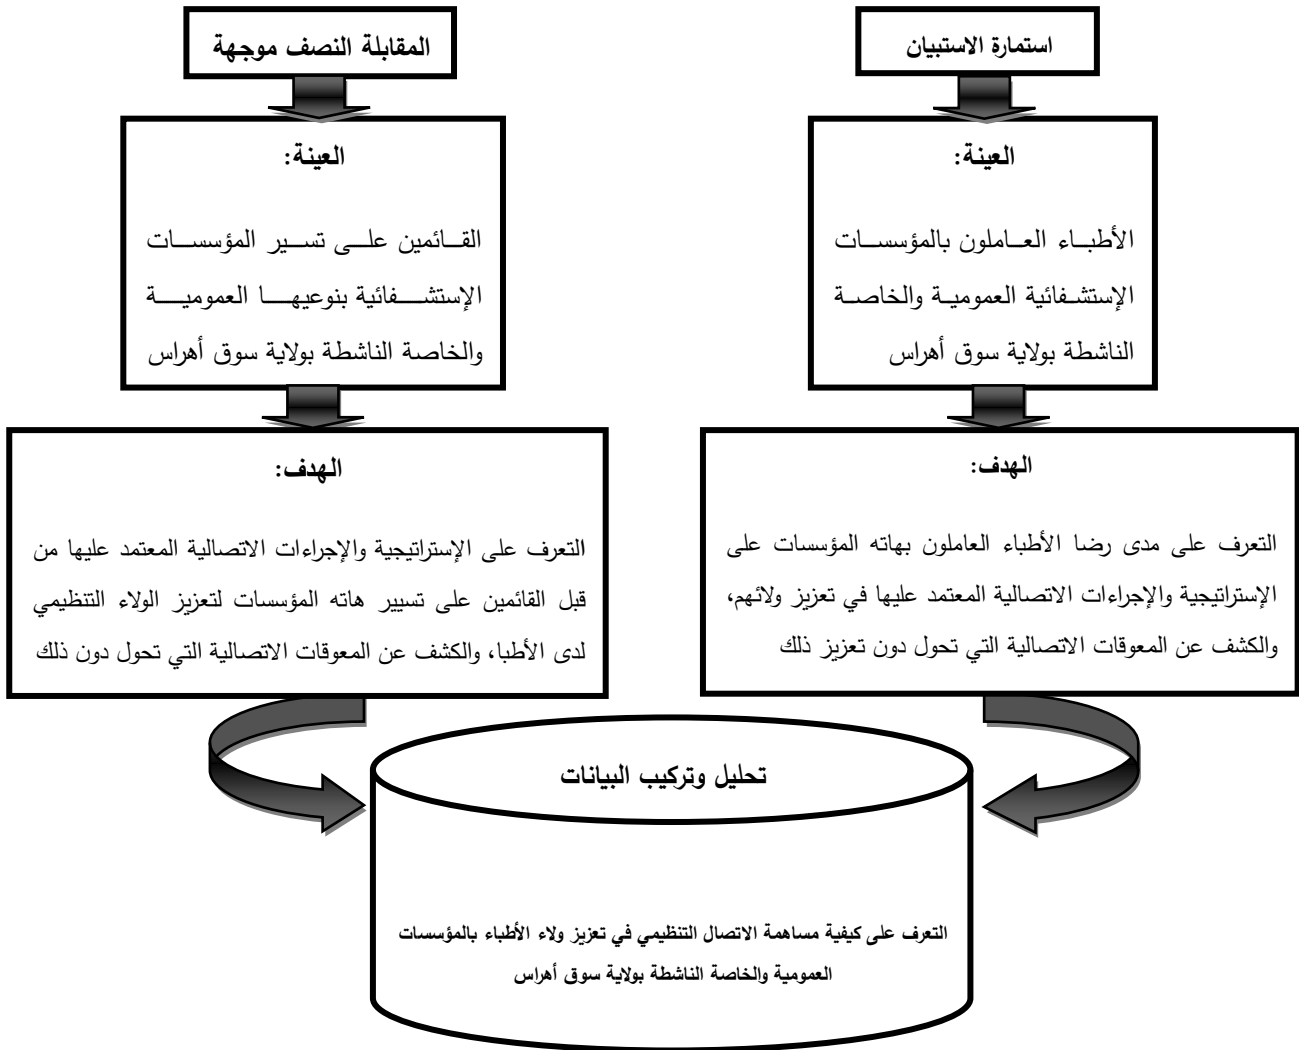 استمارة الاستبيان
العينة:
الأطباء العاملون بالمؤسسات
الإستشفائية العمومية والخاصة
الناشطة بولاية سوق أهراس
الهدف:
التعرف على مدى رضا الأطباء العاملون بهاته المؤسسات على
الإستراتيجية والإجراءات الاتصالية المعتمد عليها في تعزيز ولائهم،
والكشف عن المعوقات الاتصالية التي تحول دون تعزيز ذلك
المقابلة النصف موجهة
العينة:
القائمين على تسير المؤسسات
الإستشفائية بنوعيها العمومية
والخاصة الناشطة بولاية سوق أهراس
الهدف:
التعرف على الإستراتيجية والإجراءات الاتصالية المعتمد عليها من
قبل القائمين على تسيير هاته المؤسسات لتعزيز الولاء التنظيمي
لدى الأطبا، والكشف عن المعوقات الاتصالية التي تحول دون ذلك
تحليل وتركيب البيانات
التعرف على كيفية مساهمة الاتصال التنظيمي في تعزيز ولاء الأطباء بالمؤسسات
العمومية والخاصة الناشطة بولاية سوق أهراس